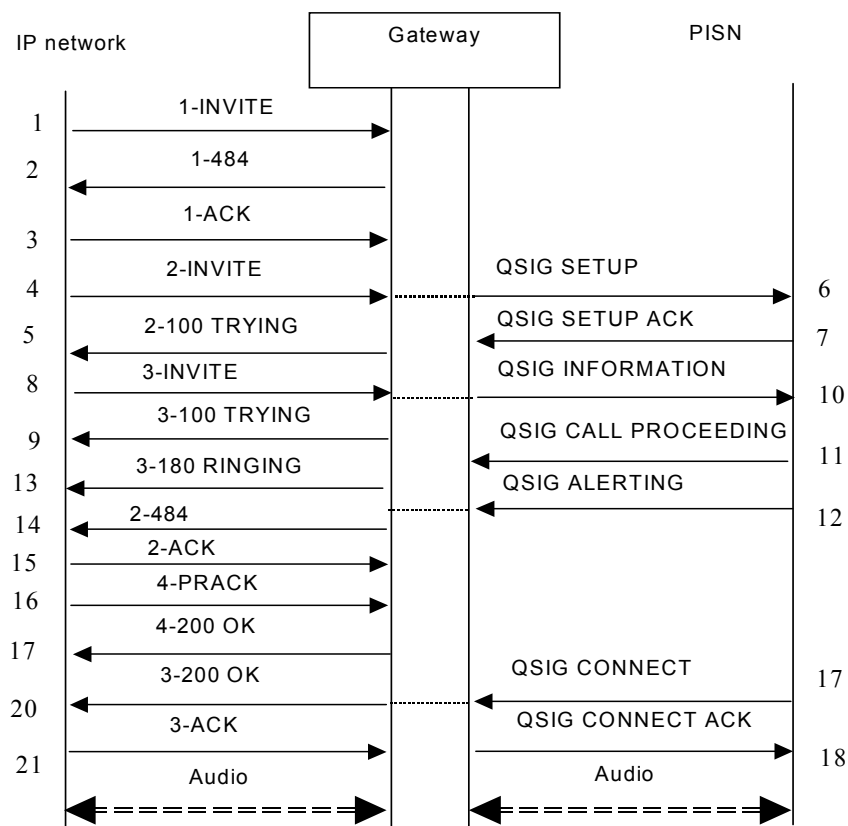 IP network
Gateway
PISN
1-INVITE
1
1-484
2
1-ACK
3
2-INVITE
QSIG SETUP
4
6
2-100 TRYING
QSIG SETUP ACK
5
7
3-INVITE
QSIG INFORMATION
8
10
3-100 TRYING
QSIG CALL PROCEEDING
9
11
3-180 RINGING
QSIG ALERTING
13
2-484
14
12
2-ACK
15
4-PRACK
16
4-200 OK
17
3-200 OK
QSIG CONNECT
17
20
3-ACK
QSIG CONNECT ACK
21
18
Audio
Audio